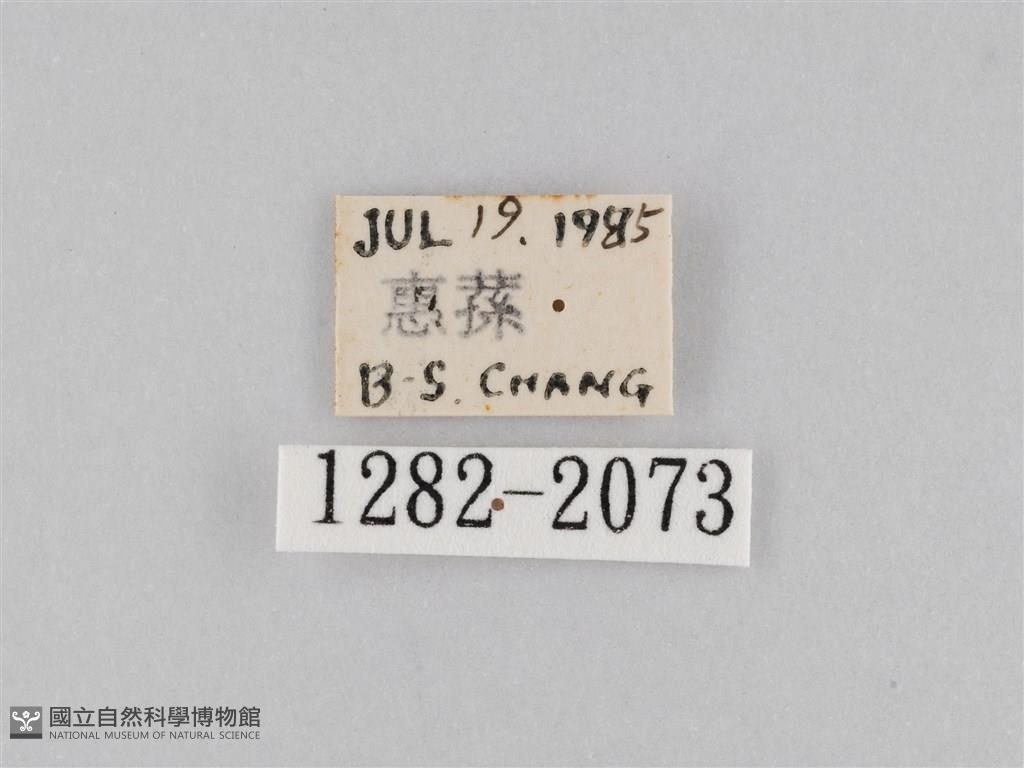 JUL 19. 1985
惠蓀
B-S. CHANG
1282-2073
國立自然科學博物館
NATIONAL MUSEUM OF NATURAL SCIENCE